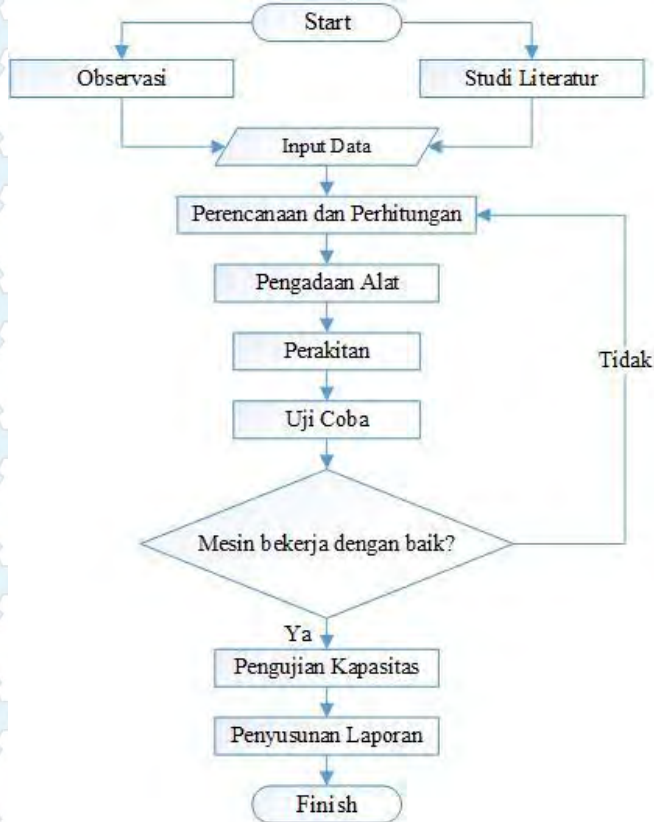 Start
Observasi
Studi Literatur
Input Data
Perencanaan dan Perhitungan
Pengadaan Alat
Perakitan
Tidak
Uji Coba
Mesin bekerja dengan baik?
Ya
Pengujian Kapasitas
Penyusunan Laporan
Finish